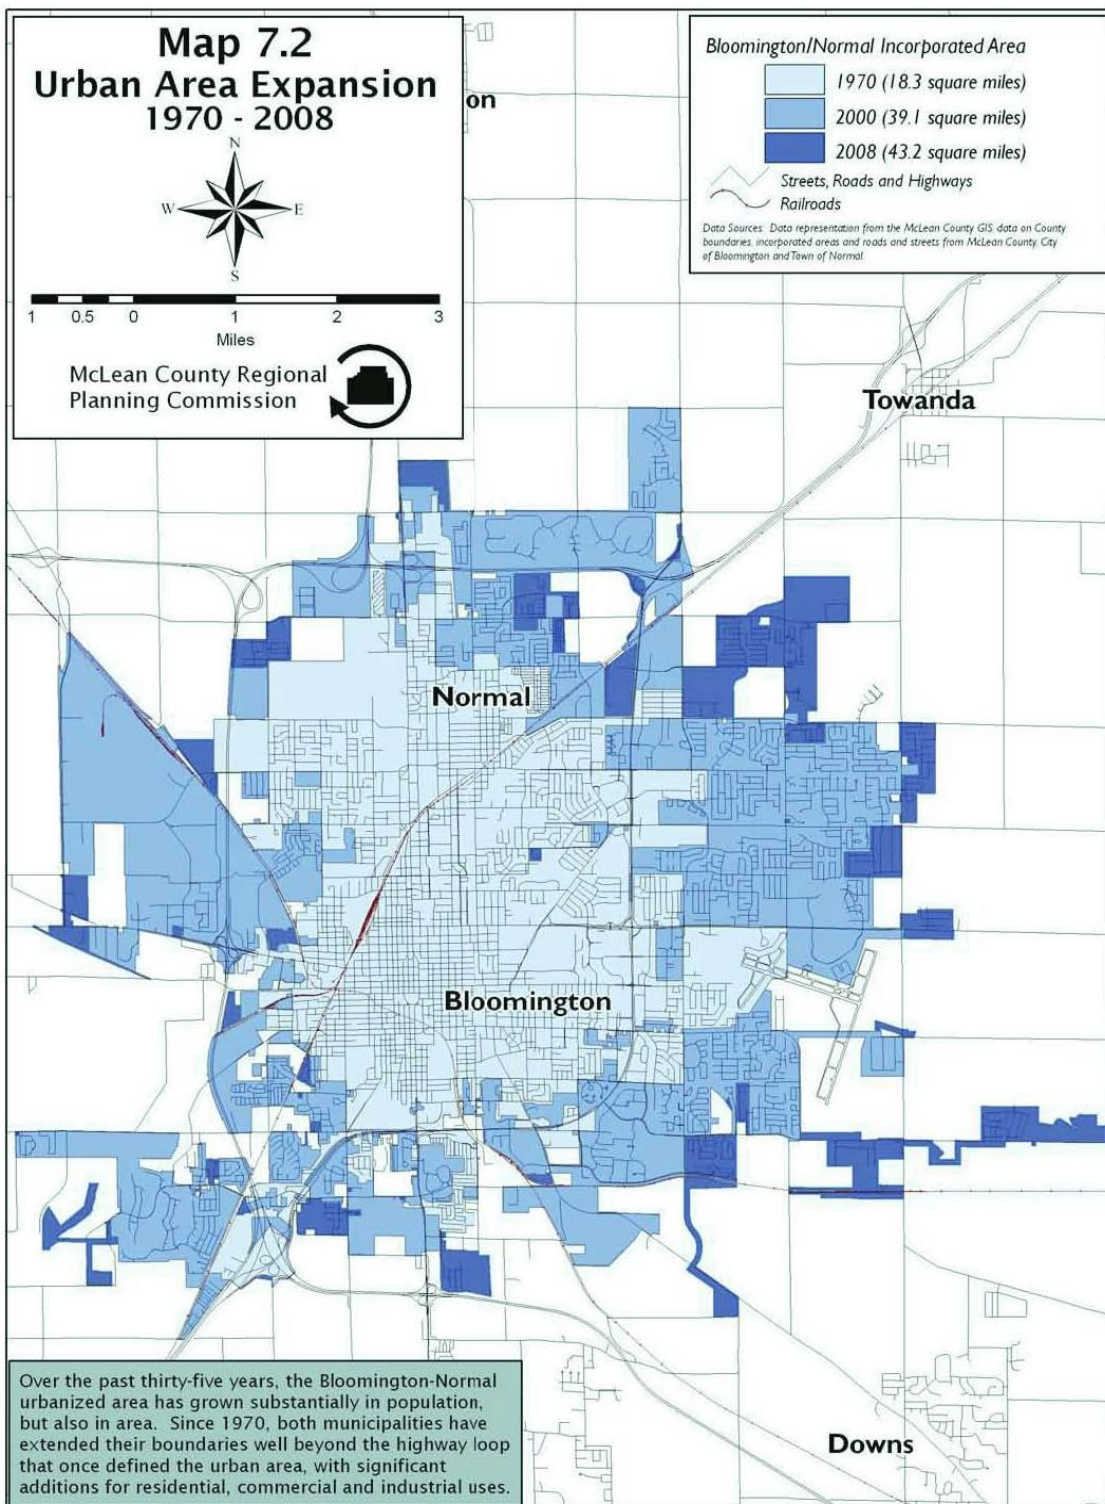 Map 7.2
Urban Area Expansion
1970 - 2008
N
W
E
S
1 0.5 0 1 2 3
Miles
McLean County Regional
Planning Commission
on
Bloomington/Normal Incorporated Area
1970 (18.3 square miles)
2000 (39.1 square miles)
2008 (43.2 square miles)
Streets, Roads and Highways
Railroads
Data Sources: Data representation from the McLean County GIS, data on County
boundaries, incorporated areas and roads and streets from McLean County, City
of Bloomington and Town of Normal.
Towanda
Normal
Bloomington
Downs
Over the past thirty-five years, the Bloomington-Normal
urbanized area has grown substantially in population,
but also in area. Since 1970, both municipalities have
extended their boundaries well beyond the highway loop
that once defined the urban area, with significant
additions for residential, commercial and industrial uses.